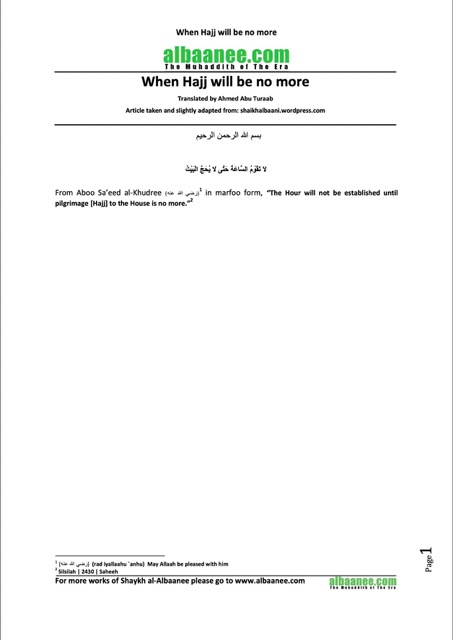 When Hajj will be no more
albaanee.com
The Muhaddith of The Era
When Hajj will be no more
Translated by Ahmed Abu Turaab
Article taken and slightly adapted from: shaikhalbaani.wordpress.com
بسم الله الرحمن الرحيم
لا تَقُوْمُ السَّاعَةُ حَتَّى لا يُحَجَّ الْبَيْتُ
From Aboo Sa'eed al-Khudree (رضي الله عنه)1 in marfoo form, "The Hour will not be established until
pilgrimage [Hajj] to the House is no more."2
1 (رضي الله عنه) (rad iyallaahu `anhu) May Allaah be pleased with him
2 Silsilah | 2430 | Saheeh
For more works of Shaykh al-Albaanee please go to www.albaanee.com
albaanee.com
The Muhaddith of The Era
Page1